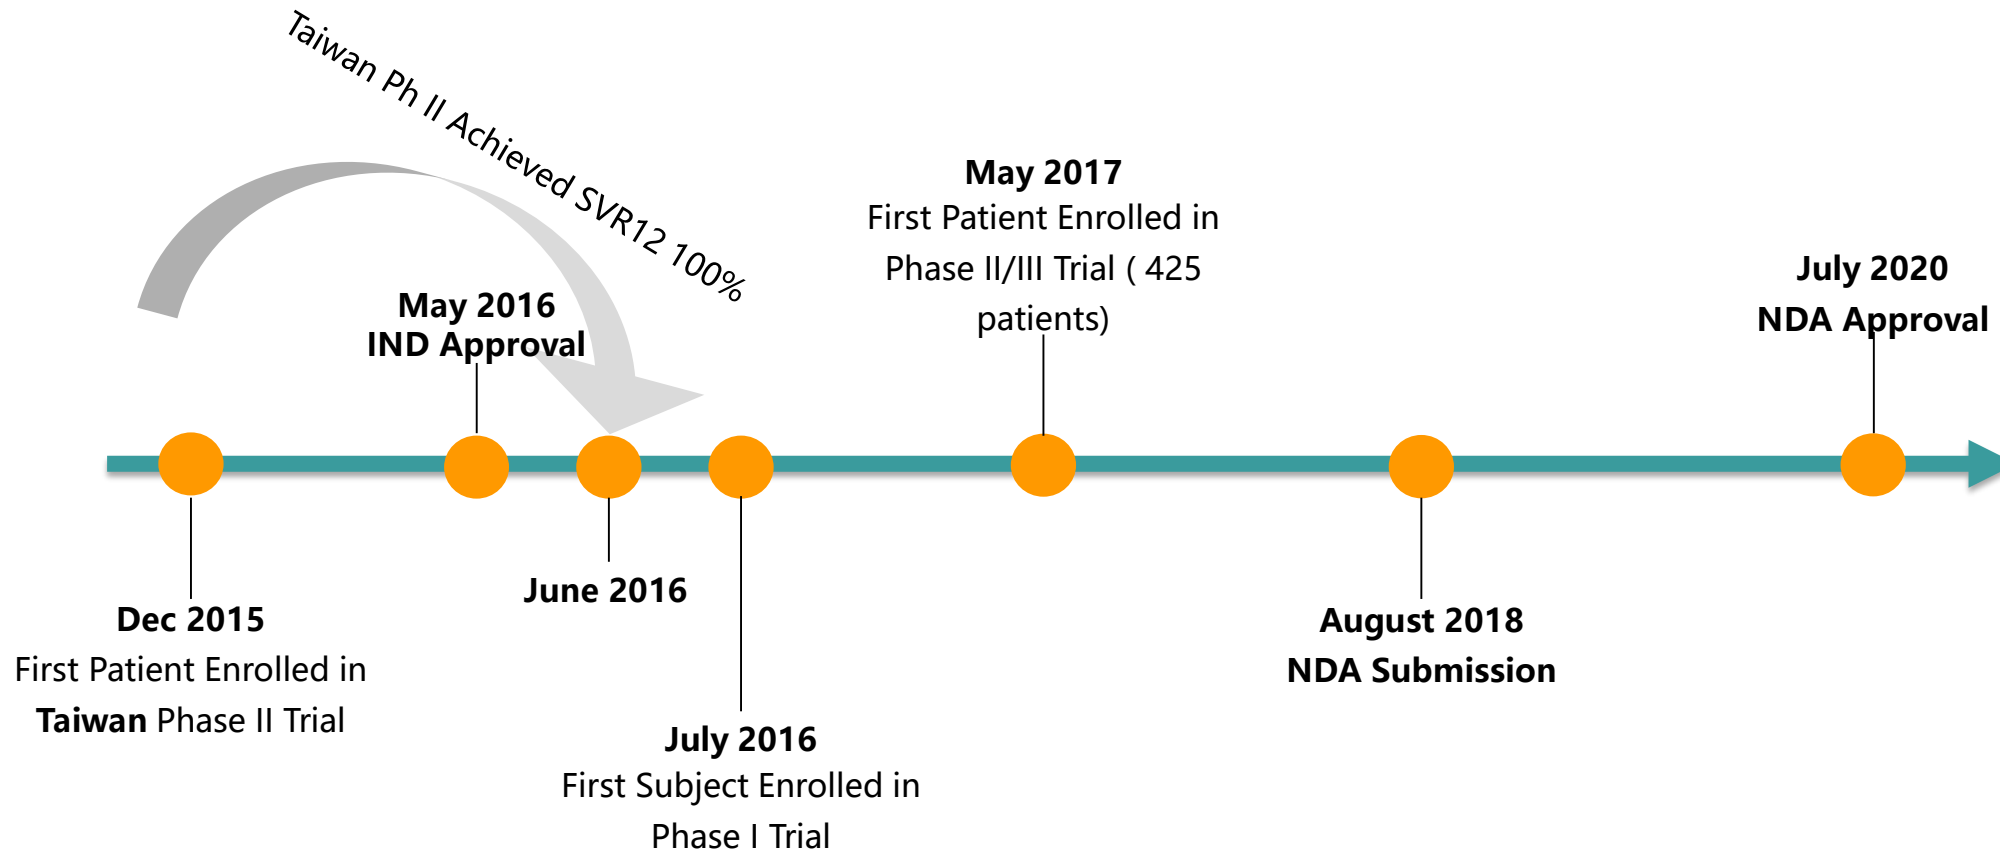 Taiwan Ph II Achieved SVR12 100%
May 2016
IND Approval
May 2017
First Patient Enrolled in
Phase II/III Trial ( 425
patients)
July 2020
NDA Approval
Dec 2015
First Patient Enrolled in
Taiwan Phase II Trial
June 2016
July 2016
First Subject Enrolled in
Phase I Trial
August 2018
NDA Submission